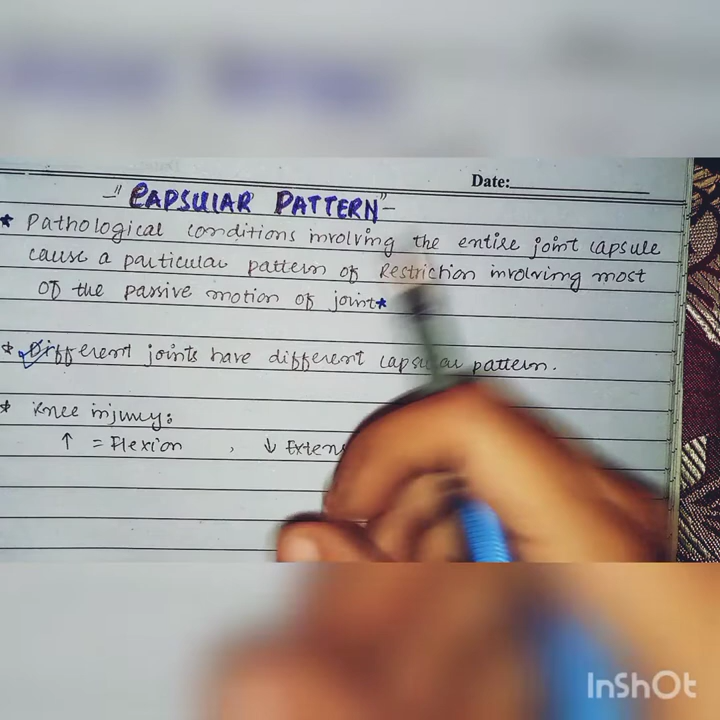 Date:
-"CAPSULAR PATTERN"-
* Pathological conditions involving the entire joint capsule
cause a particular pattern of Restriction involving most
of the passive motion of joint*
* Different joints have different capsular pattern.
* Knee injury:
↑ = Flexion , ↓
InShOt